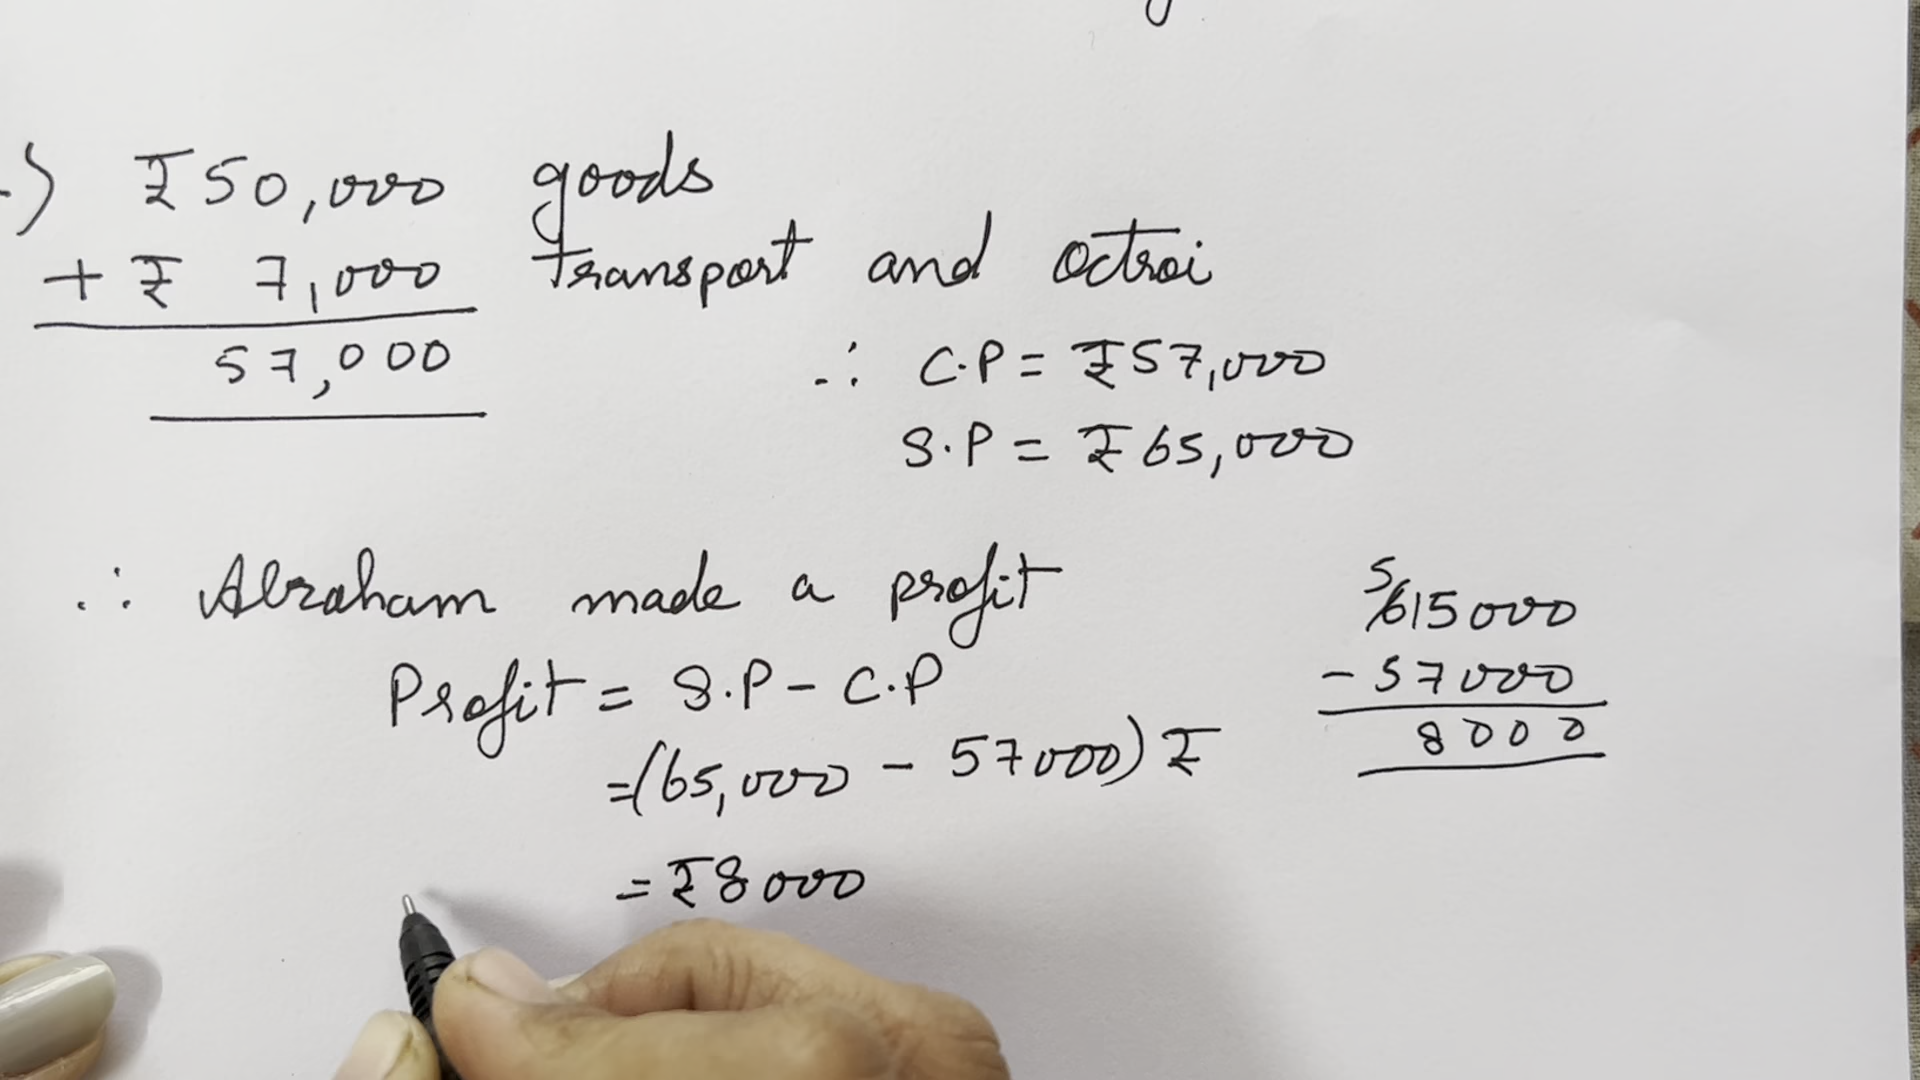 .) ₹50,000 goods
+ ₹ 7,000 transport and octroi
57,000
∴ C.P = ₹57,000
S.P = ₹65,000
∴ Abraham made a profit
Profit = S.P - C.P
=(65,000 - 57000) ₹
= ₹8000
5
615000
- 57000
8000